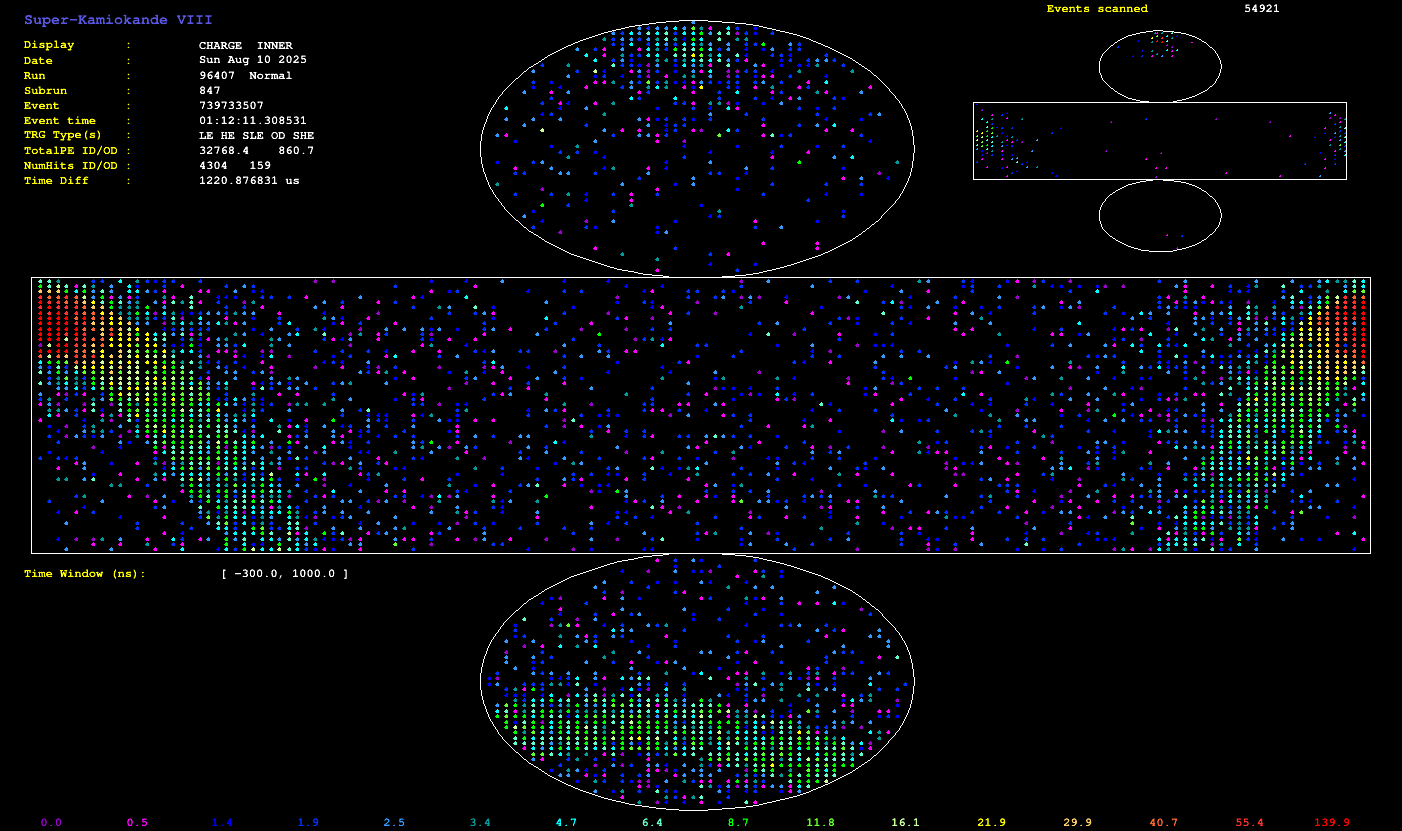 Super-Kamiokande VIII
Display : CHARGE INNER
Date : Sun Aug 10 2025
Run : 96407 Normal
Subrun : 847
Event : 739733507
Event time : 01:12:11.308531
TRG Type(s) : LE HE SLE OD SHE
TotalPE ID/OD : 32768.4 860.7
NumHits ID/OD : 4304 159
Time Diff : 1220.876831 us
Events scanned 54921
Time Window (ns): [ -300.0, 1000.0 ]
0.0 0.5 1.4 1.9 2.5 3.4 4.7 6.4 8.7 11.8 16.1 21.9 29.9 40.7 55.4 139.9